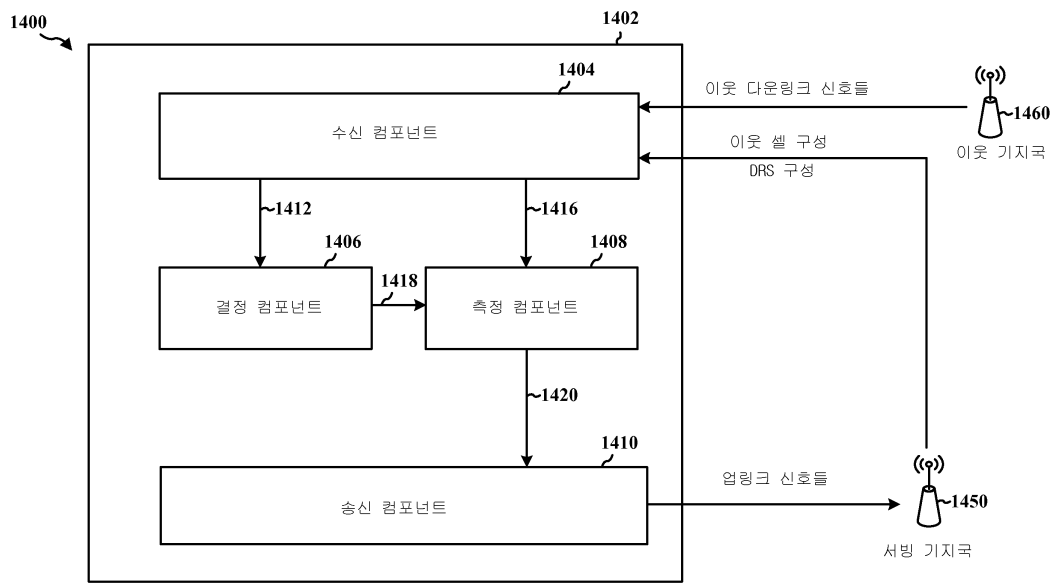 1400
1402
1404
수신 컴포넌트
이웃 다운링크 신호들
1460
이웃 기지국
이웃 셀 구성
DRS 구성
1412
1416
1406
1408
결정 컴포넌트
1418
측정 컴포넌트
1420
1410
송신 컴포넌트
업링크 신호들
1450
서빙 기지국